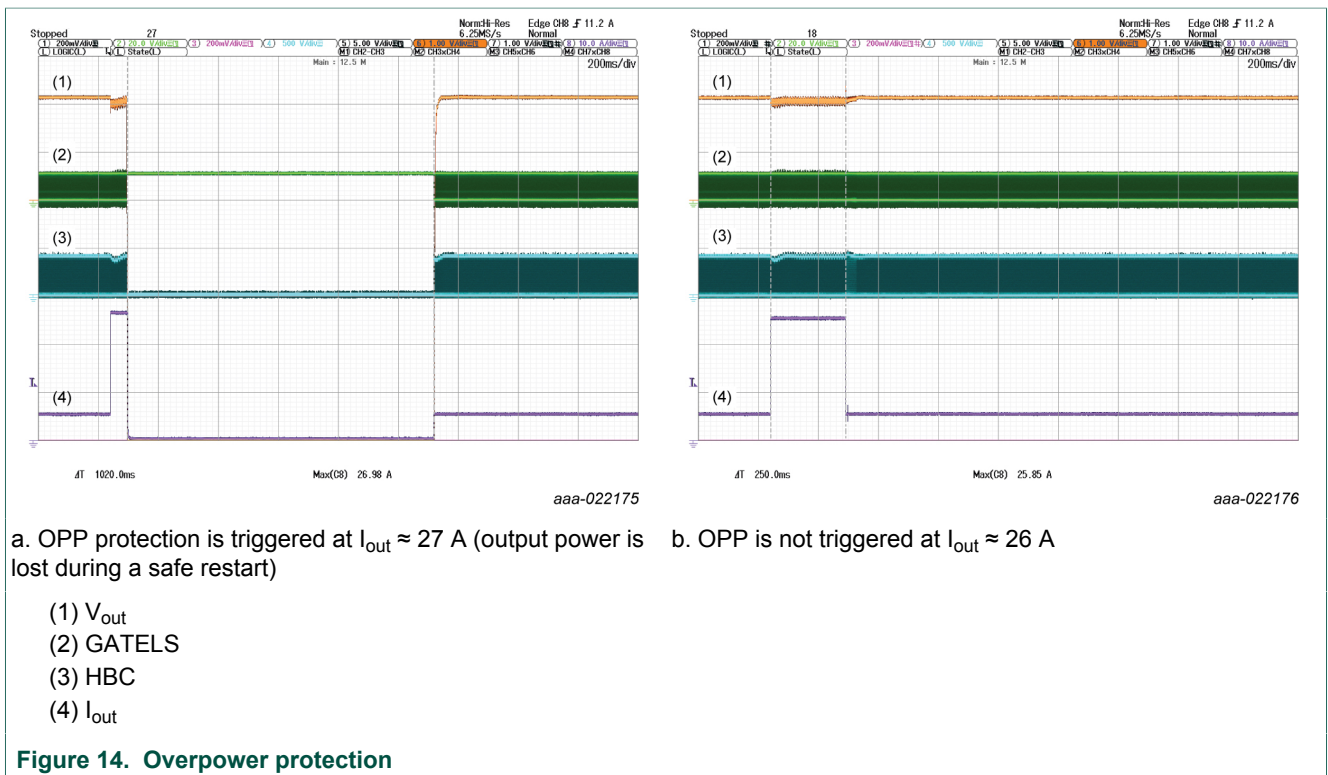 Stopped
27
Norm:Hi-Res
6.25MS/s
Edge CH8 11.2 A
Normal
Main : 12.5 M
200ms/div
(1)
(2)
(3)
(4)
ΔT 1020.0ms
Max(C8) 26.98 A
aaa-022175
Stopped
18
Norm:Hi-Res
6.25MS/s
Edge CH8 11.2 A
Normal
Main : 12.5 M
200ms/div
(1)
(2)
(3)
(4)
ΔT 250.0ms
Max(C8) 25.85 A
aaa-022176
a. OPP protection is triggered at Iout ≈ 27 A (output power is
lost during a safe restart)
b. OPP is not triggered at Iout ≈ 26 A
(1) Vout
(2) GATELS
(3) HBC
(4) Iout
Figure 14. Overpower protection